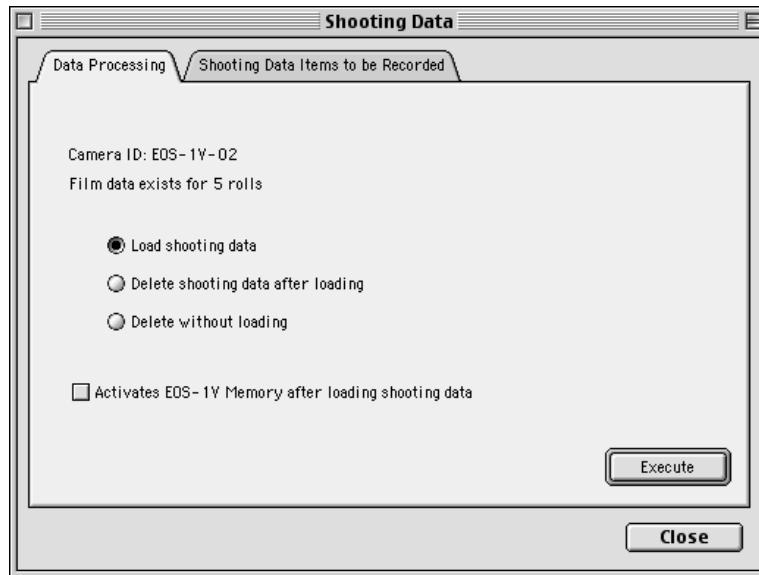 Shooting Data
Data Processing
Shooting Data Items to be Recorded
Camera ID: EOS-1V-02
Film data exists for 5 rolls
Load shooting data
Delete shooting data after loading
Delete without loading
Activates EOS-1V Memory after loading shooting data
Execute
Close